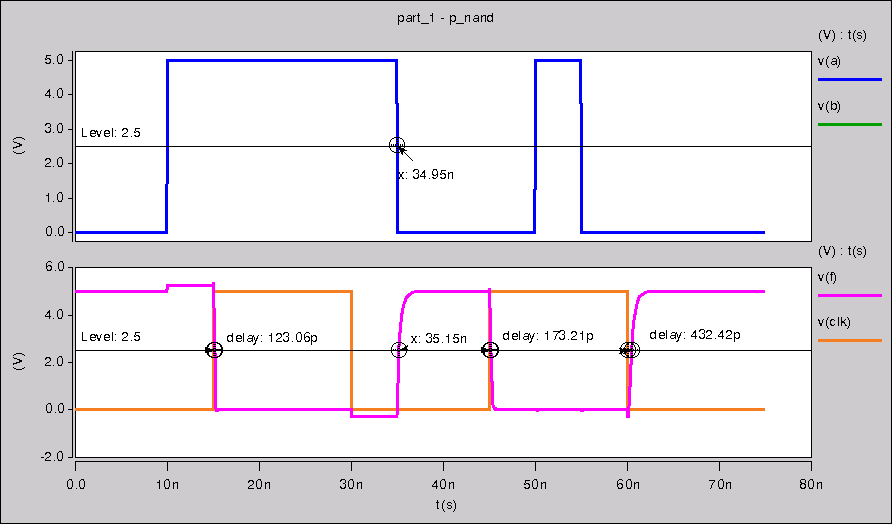 part_1 - p_nand
(V) : t(s)
v(a)
v(b)
5.0
4.0
3.0
2.0
1.0
0.0
(V)
Level: 2.5
x: 34.95n
(V) : t(s)
v(f)
v(clk)
6.0
4.0
2.0
0.0
-2.0
(V)
Level: 2.5
delay: 123.06p
x: 35.15n
delay: 173.21p
delay: 432.42p
0.0 10n 20n 30n 40n 50n 60n 70n 80n
t(s)